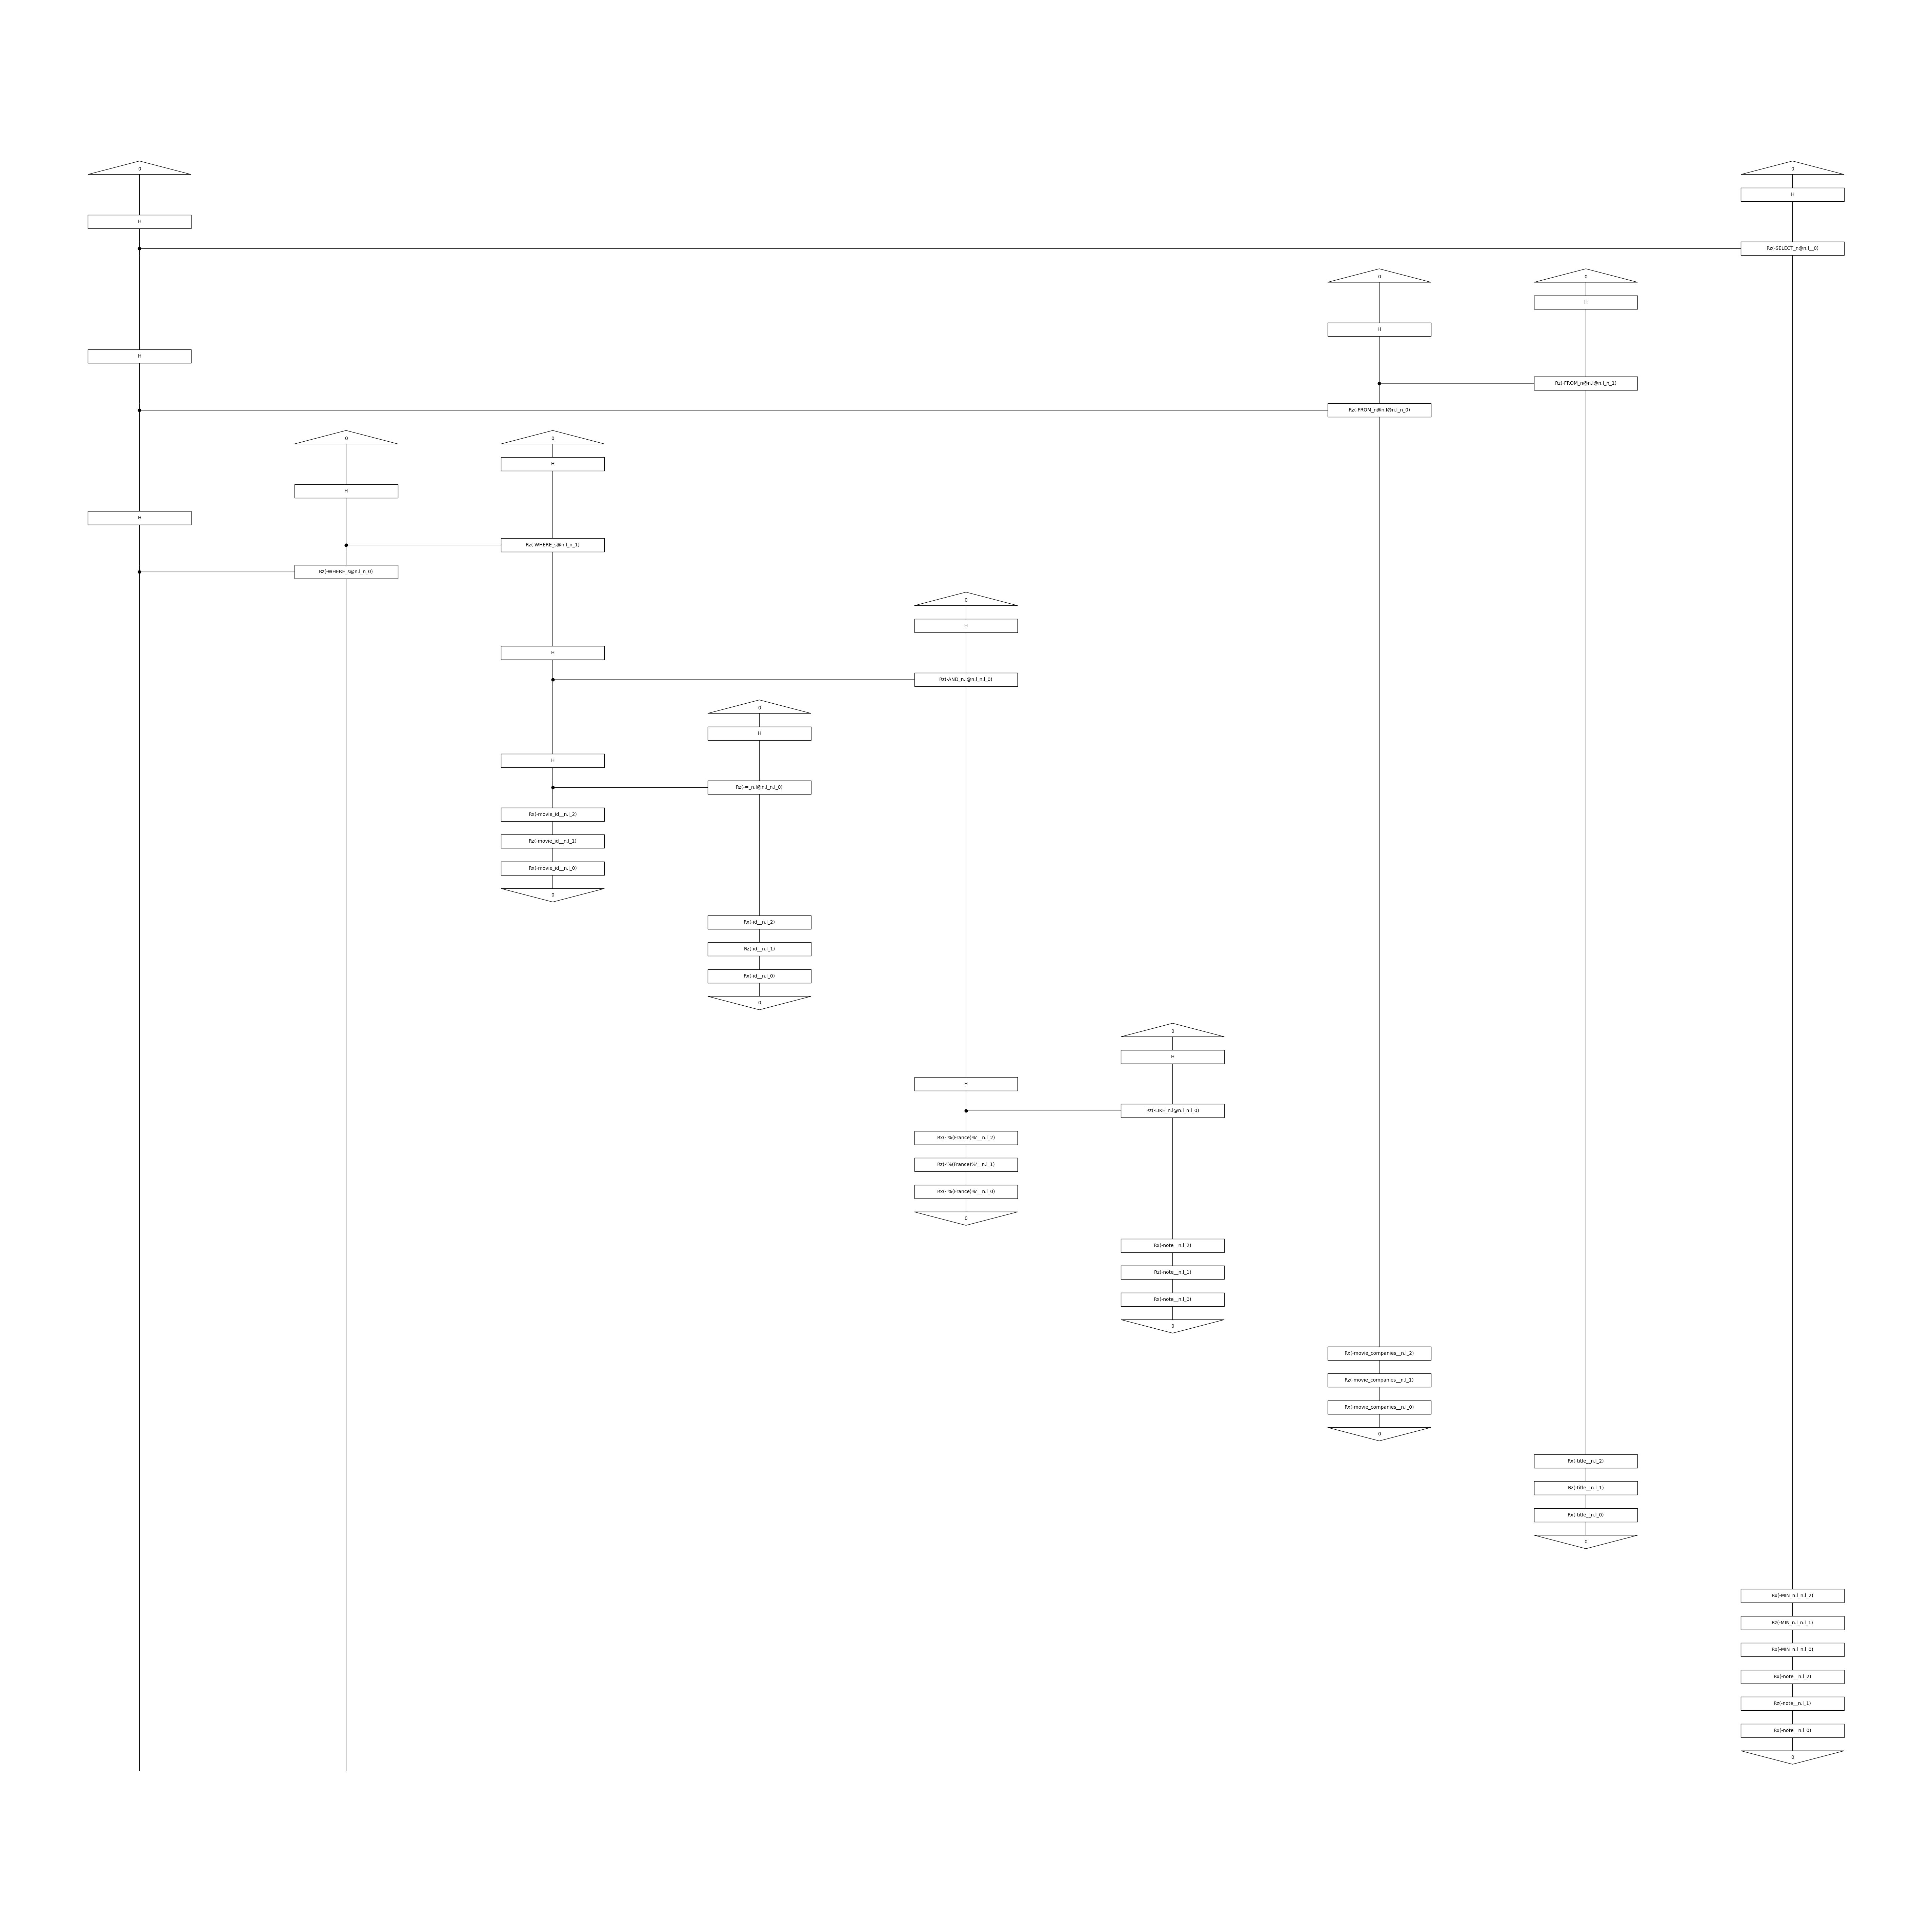 0
0
H
H
Rz(-SELECT_n@n.l__0)
0
0
H
H
H
Rz(-FROM_n@n.l@n.l_n_1)
Rz(-FROM_n@n.l@n.l_n_0)
0
0
H
H
H
Rz(-WHERE_s@n.l_n_1)
Rz(-WHERE_s@n.l_n_0)
0
H
H
Rz(-AND_n.l@n.l_n.l_0)
0
H
H
Rz(-=_n.l@n.l_n.l_0)
Rx(-movie_id__n.l_2)
Rz(-movie_id__n.l_1)
Rx(-movie_id__n.l_0)
0
Rx(-id__n.l_2)
Rz(-id__n.l_1)
Rx(-id__n.l_0)
0
0
H
H
Rz(-LIKE_n.l@n.l_n.l_0)
Rx(-'%(France)%'__n.l_2)
Rz(-'%(France)%'__n.l_1)
Rx(-'%(France)%'__n.l_0)
0
Rx(-note__n.l_2)
Rz(-note__n.l_1)
Rx(-note__n.l_0)
0
Rx(-movie_companies__n.l_2)
Rz(-movie_companies__n.l_1)
Rx(-movie_companies__n.l_0)
0
Rx(-title__n.l_2)
Rz(-title__n.l_1)
Rx(-title__n.l_0)
0
Rx(-MIN_n.l_n.l_2)
Rz(-MIN_n.l_n.l_1)
Rx(-MIN_n.l_n.l_0)
Rx(-note__n.l_2)
Rz(-note__n.l_1)
Rx(-note__n.l_0)
0